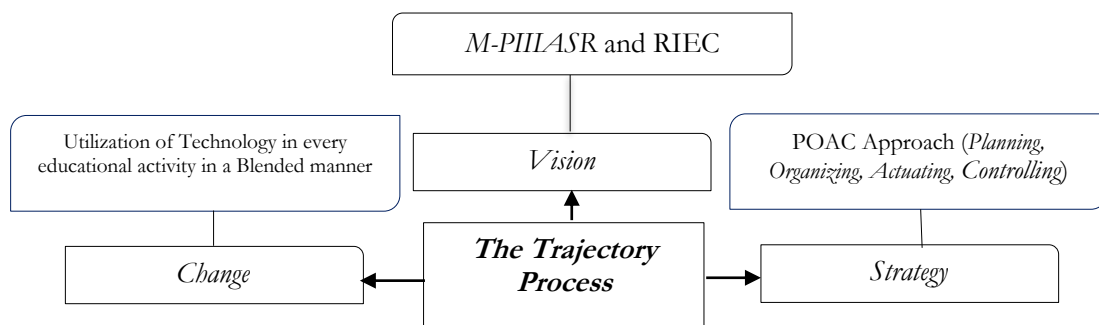 M-PIIIASR and RIEC
Utilization of Technology in every
educational activity in a Blended manner
Vision
POAC Approach (Planning,
Organizing, Actuating, Controlling)
Change
The Trajectory
Process
Strategy